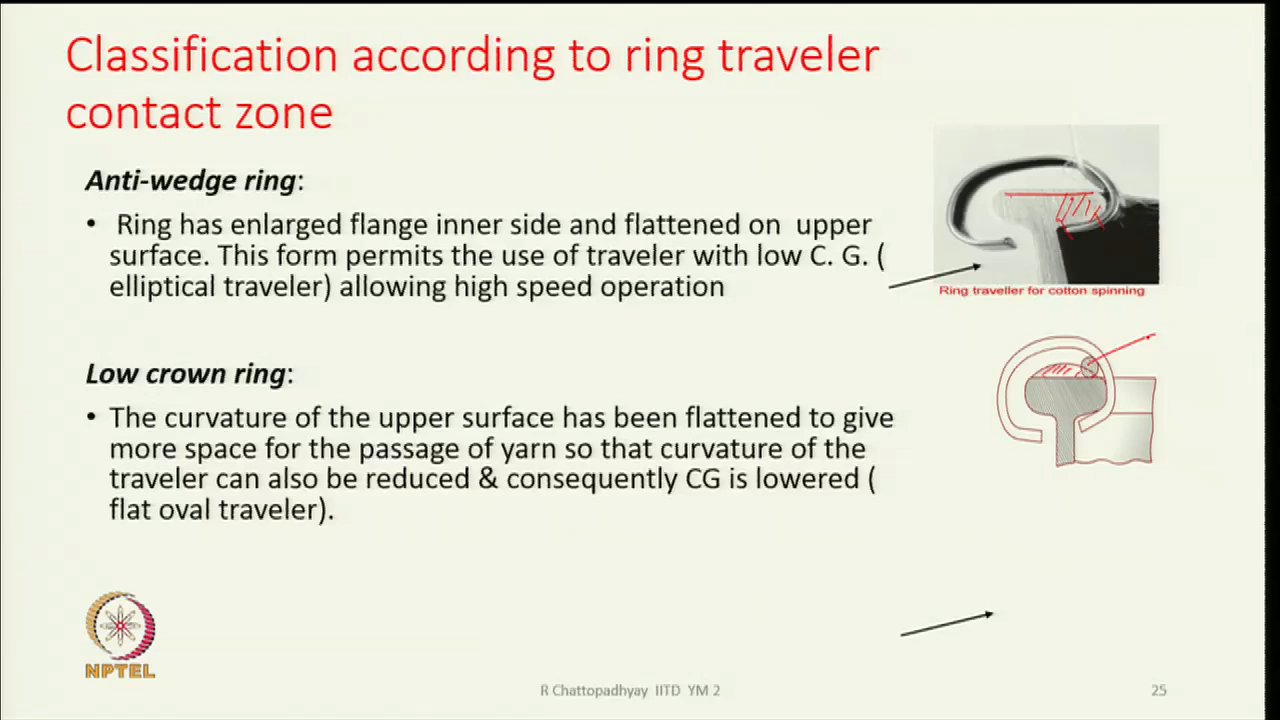 Classification according to ring traveler
contact zone
Anti-wedge ring:
• Ring has enlarged flange inner side and flattened on upper
surface. This form permits the use of traveler with low C. G. (
elliptical traveler) allowing high speed operation
Ring traveller for cotton spinning
Low crown ring:
• The curvature of the upper surface has been flattened to give
more space for the passage of yarn so that curvature of the
traveler can also be reduced & consequently CG is lowered (
flat oval traveler).
NPTEL
R Chattopadhyay IITD YM 2
25